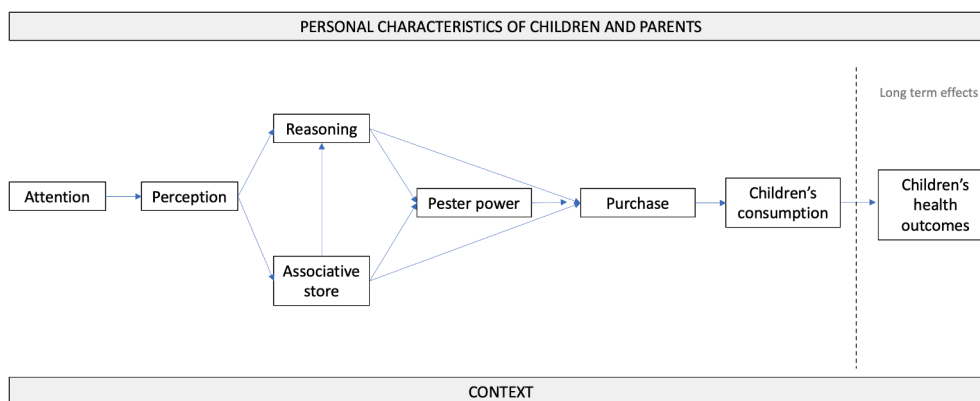 PERSONAL CHARACTERISTICS OF CHILDREN AND PARENTS
Long term effects
Reasoning
Attention
Perception
Pester power
Purchase
Children's
consumption
Children's
health
outcomes
Associative
store
CONTEXT